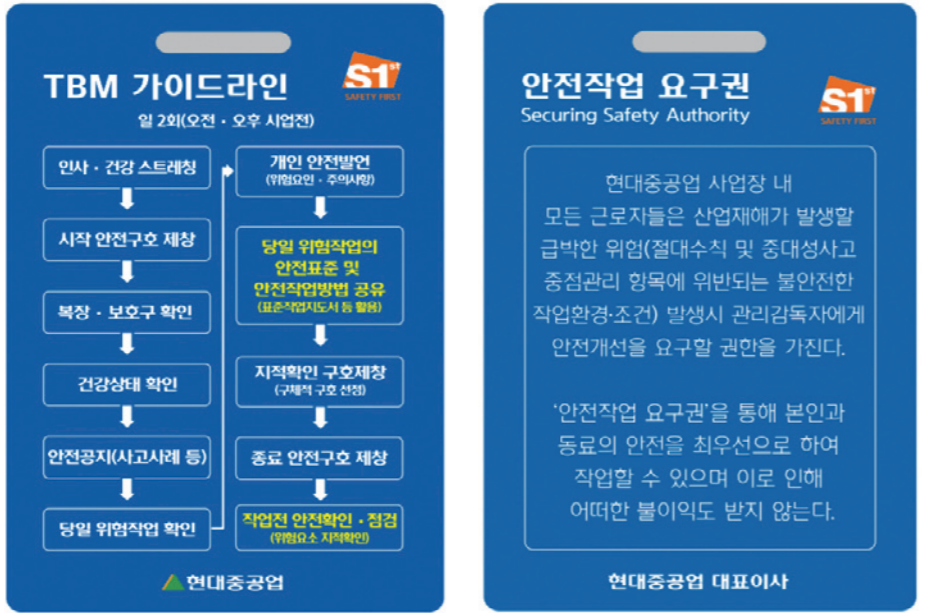 TBM 가이드라인
S1st
SAFETY FIRST
일 2회(오전 · 오후 시업전)
인사 · 건강 스트레칭
시작 안전구호 제창
복장 · 보호구 확인
건강상태 확인
안전공지(사고사례 등)
당일 위험작업 확인
개인 안전발언
(위험요인 · 주의사항)
당일 위험작업의
안전표준 및
안전작업방법 공유
(표준작업지도서 등 활용)
지적확인 구호제창
(구체적 구호 선정)
종료 안전구호 제창
작업전 안전확인 · 점검
(위험요소 지적확인)
현대중공업
안전작업 요구권
Securing Safety Authority
S1st
SAFETY FIRST
현대중공업 사업장 내
모든 근로자들은 산업재해가 발생할
급박한 위험(절대수칙 및 중대성사고
중점관리 항목에 위반되는 불안전한
작업환경·조건) 발생시 관리감독자에게
안전개선을 요구할 권한을 가진다.
‘안전작업 요구권’을 통해 본인과
동료의 안전을 최우선으로 하여
작업할 수 있으며 이로 인해
어떠한 불이익도 받지 않는다.
현대중공업 대표이사